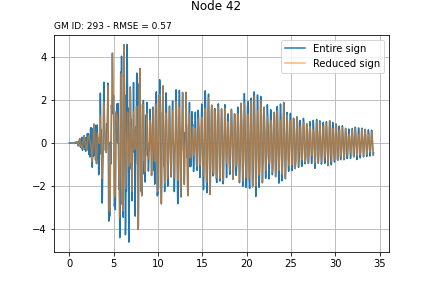 Node 42
GM ID: 293 - RMSE = 0.57
Entire sign
Reduced sign
4
2
0
−2
−4
0 5 10 15 20 25 30 35